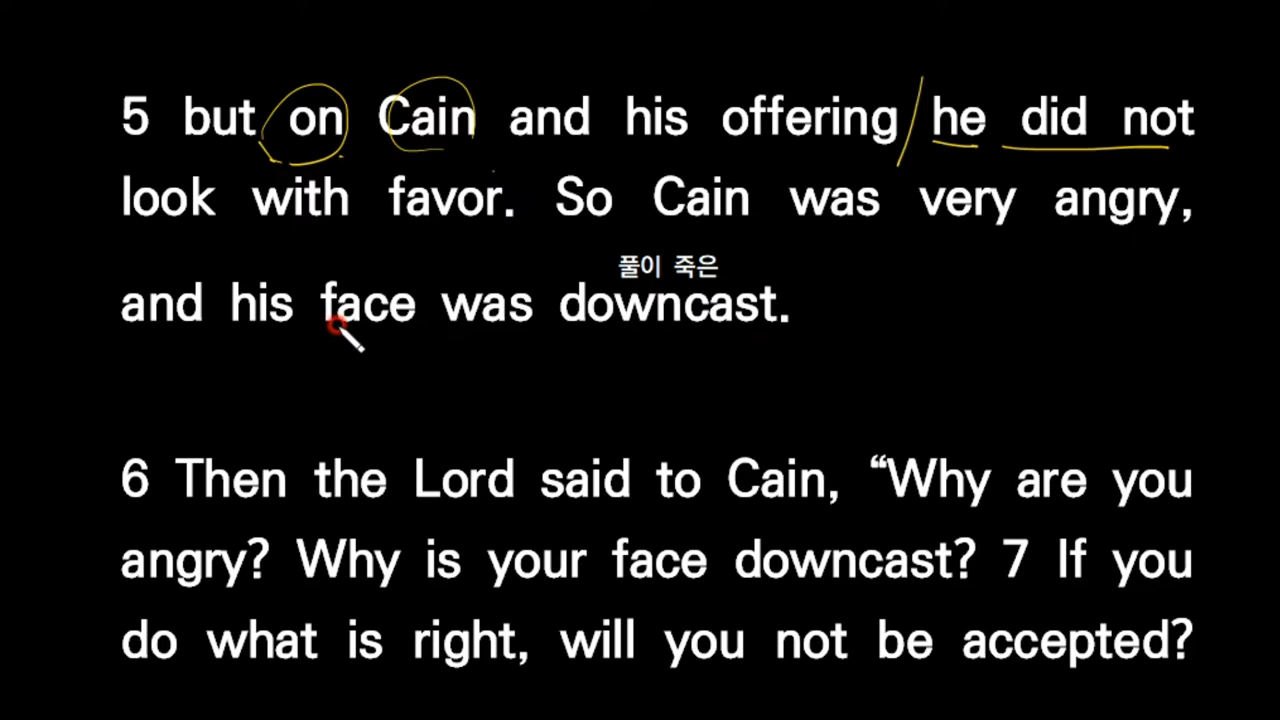 5 but on Cain and his offering he did not
look with favor. So Cain was very angry,
풀이 죽은
and his face was downcast.
6 Then the Lord said to Cain, “Why are you
angry? Why is your face downcast? 7 If you
do what is right, will you not be accepted?